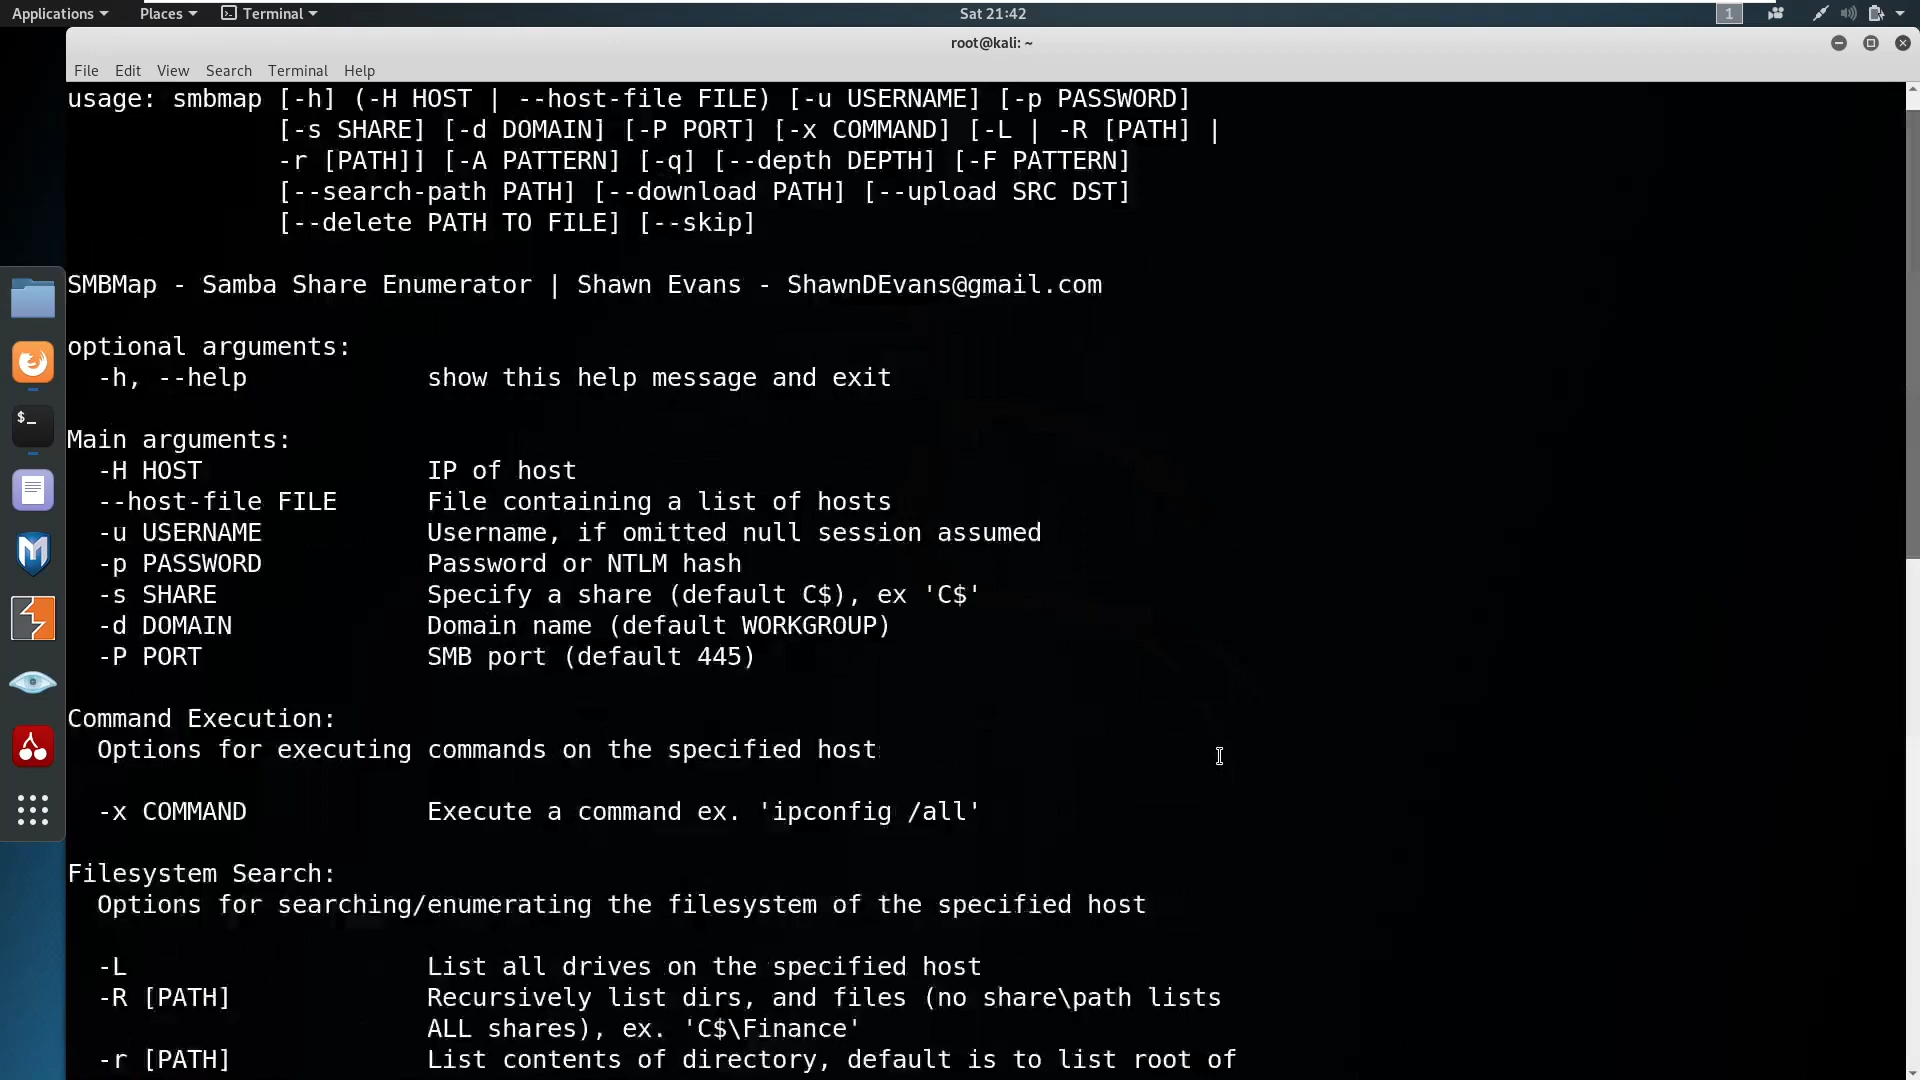 Applications Places Terminal Sat 21:42 1
root@kali: ~
File Edit View Search Terminal Help
usage: smbmap [-h] (-H HOST | --host-file FILE) [-u USERNAME] [-p PASSWORD]
              [-s SHARE] [-d DOMAIN] [-P PORT] [-x COMMAND] [-L | -R [PATH] |
              -r [PATH]] [-A PATTERN] [-q] [--depth DEPTH] [-F PATTERN]
              [--search-path PATH] [--download PATH] [--upload SRC DST]
              [--delete PATH TO FILE] [--skip]
SMBMap - Samba Share Enumerator | Shawn Evans - ShawnDEvans@gmail.com
optional arguments:
  -h, --help            show this help message and exit
Main arguments:
  -H HOST               IP of host
  --host-file FILE      File containing a list of hosts
  -u USERNAME           Username, if omitted null session assumed
  -p PASSWORD           Password or NTLM hash
  -s SHARE              Specify a share (default C$), ex 'C$'
  -d DOMAIN             Domain name (default WORKGROUP)
  -P PORT               SMB port (default 445)
Command Execution:
  Options for executing commands on the specified host
  -x COMMAND            Execute a command ex. 'ipconfig /all'
Filesystem Search:
  Options for searching/enumerating the filesystem of the specified host
  -L                    List all drives on the specified host
  -R [PATH]             Recursively list dirs, and files (no share\path lists
                        ALL shares), ex. 'C$\Finance'
  -r [PATH]             List contents of directory, default is to list root of